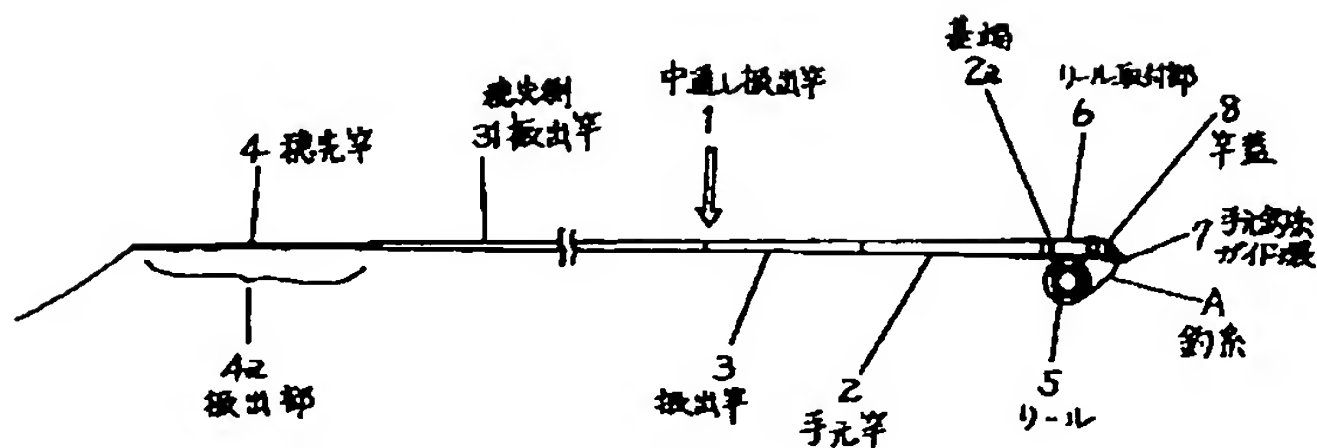 基端
2a
リール取付部
6
8
竿蓋
中通し振出竿
1
穂先側
31 振出竿
4 穂先竿
7 手元釣糸
ガイド環
A
釣糸
4a
振出部
3
振出竿
2
手元竿
5
リール